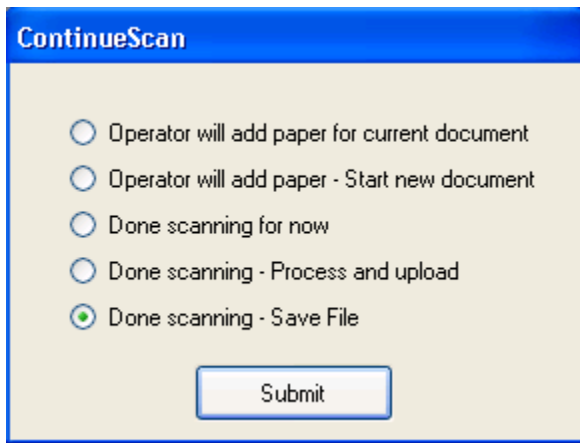 ContinueScan
Operator will add paper for current document
Operator will add paper - Start new document
Done scanning for now
Done scanning - Process and upload
Done scanning - Save File
Submit